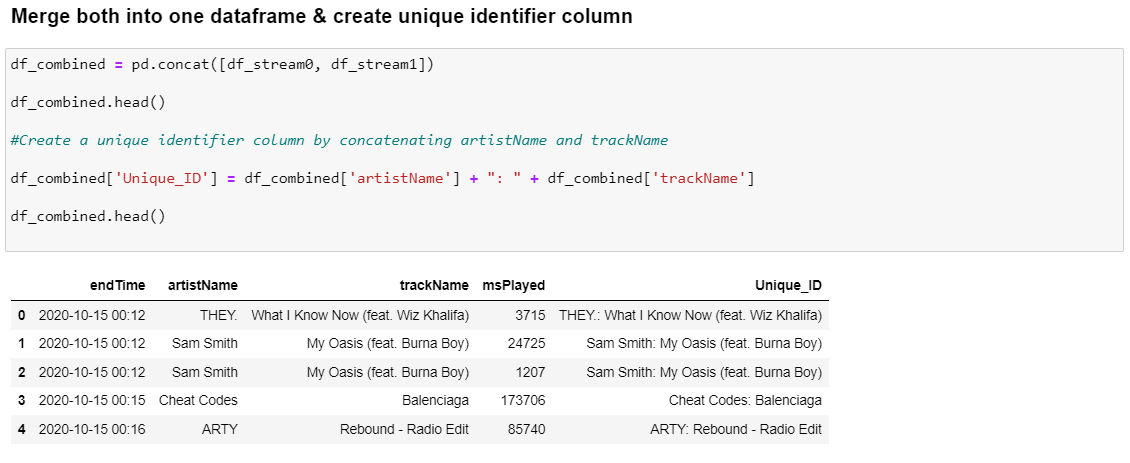 Merge both into one dataframe & create unique identifier column
df_combined = pd.concat([df_stream0, df_stream1])
df_combined.head()
#Create a unique identifier column by concatenating artistName and trackName
df_combined['Unique_ID'] = df_combined['artistName'] + ": " + df_combined['trackName']
df_combined.head()
endTime artistName trackName msPlayed Unique_ID
0 2020-10-15 00:12 THEY. What I Know Now (feat. Wiz Khalifa) 3715 THEY.: What I Know Now (feat. Wiz Khalifa)
1 2020-10-15 00:12 Sam Smith My Oasis (feat. Burna Boy) 24725 Sam Smith: My Oasis (feat. Burna Boy)
2 2020-10-15 00:12 Sam Smith My Oasis (feat. Burna Boy) 1207 Sam Smith: My Oasis (feat. Burna Boy)
3 2020-10-15 00:15 Cheat Codes Balenciaga 173706 Cheat Codes: Balenciaga
4 2020-10-15 00:16 ARTY Rebound - Radio Edit 85740 ARTY: Rebound - Radio Edit